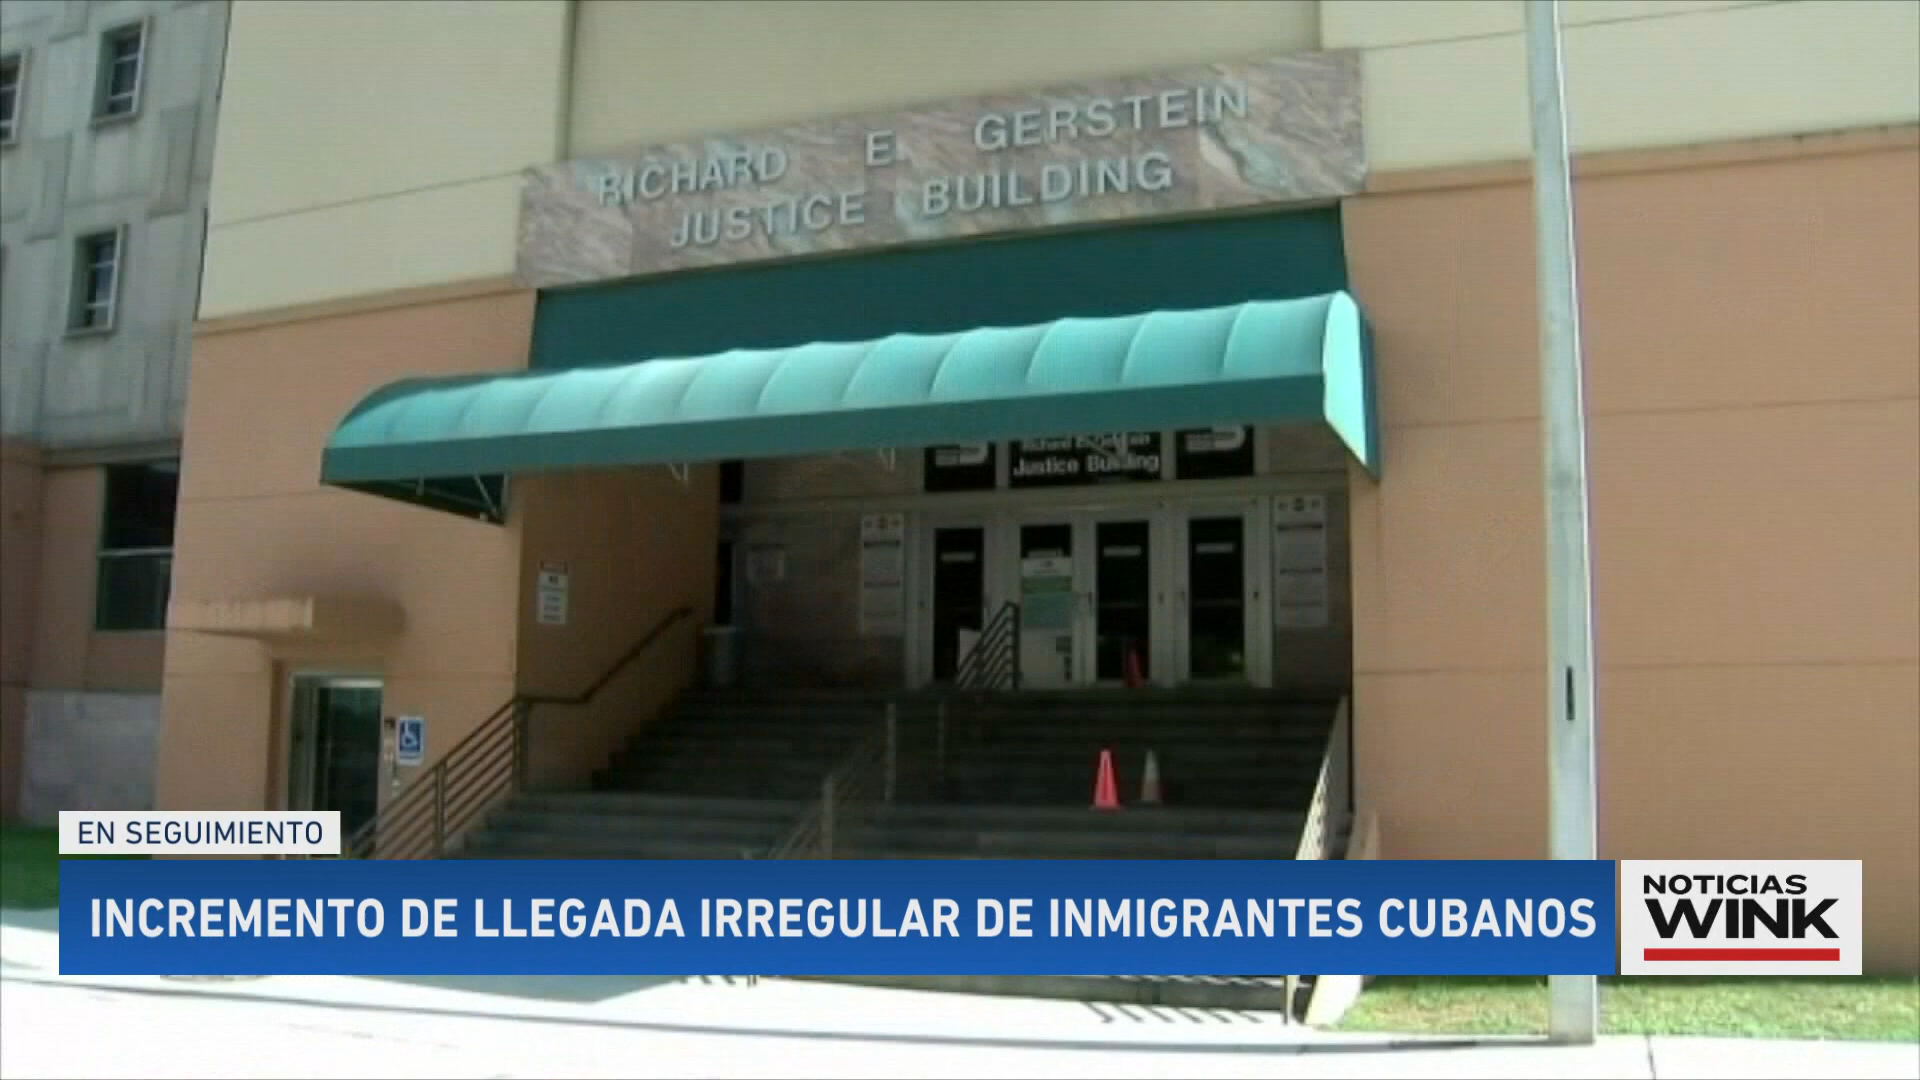 RICHARD E. GERSTEIN
JUSTICE BUILDING
Justice Building
EN SEGUIMIENTO
INCREMENTO DE LLEGADA IRREGULAR DE INMIGRANTES CUBANOS
NOTICIAS
WINK